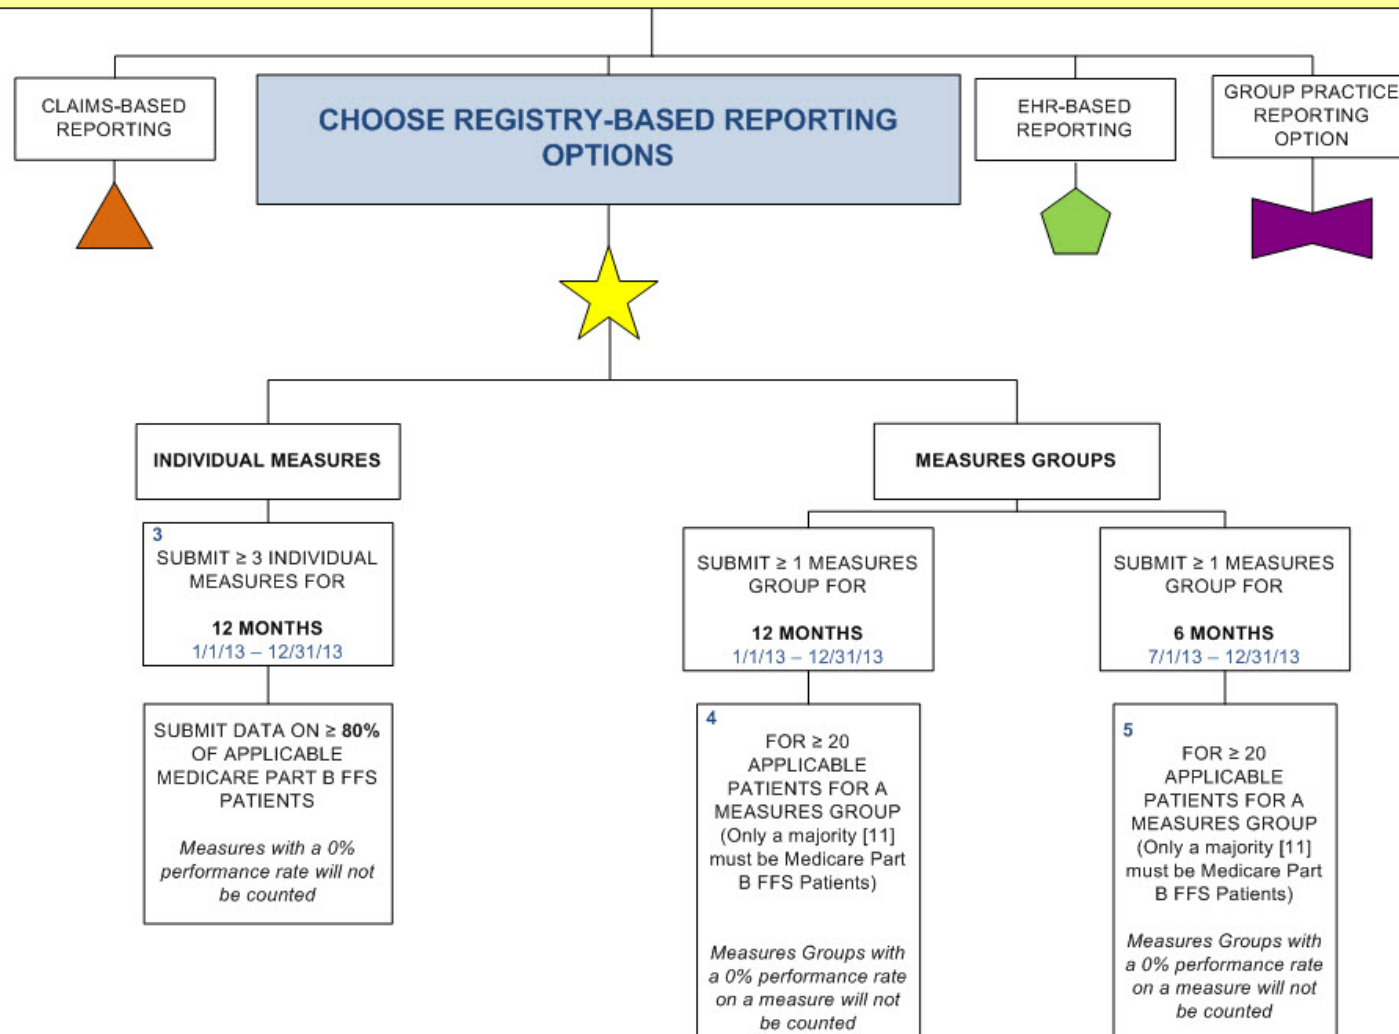 CLAIMS-BASED
REPORTING
CHOOSE REGISTRY-BASED REPORTING
OPTIONS
EHR-BASED
REPORTING
GROUP PRACTICE
REPORTING
OPTION
INDIVIDUAL MEASURES
MEASURES GROUPS
3
SUBMIT ≥ 3 INDIVIDUAL
MEASURES FOR
12 MONTHS
1/1/13 – 12/31/13
SUBMIT ≥ 1 MEASURES
GROUP FOR
12 MONTHS
1/1/13 – 12/31/13
SUBMIT ≥ 1 MEASURES
GROUP FOR
6 MONTHS
7/1/13 – 12/31/13
SUBMIT DATA ON ≥ 80%
OF APPLICABLE
MEDICARE PART B FFS
PATIENTS
Measures with a 0%
performance rate will not
be counted
4
FOR ≥ 20
APPLICABLE
PATIENTS FOR A
MEASURES GROUP
(Only a majority [11]
must be Medicare Part
B FFS Patients)
Measures Groups with
a 0% performance rate
on a measure will not
be counted
5
FOR ≥ 20
APPLICABLE
PATIENTS FOR A
MEASURES GROUP
(Only a majority [11]
must be Medicare Part
B FFS Patients)
Measures Groups with
a 0% performance rate
on a measure will not
be counted